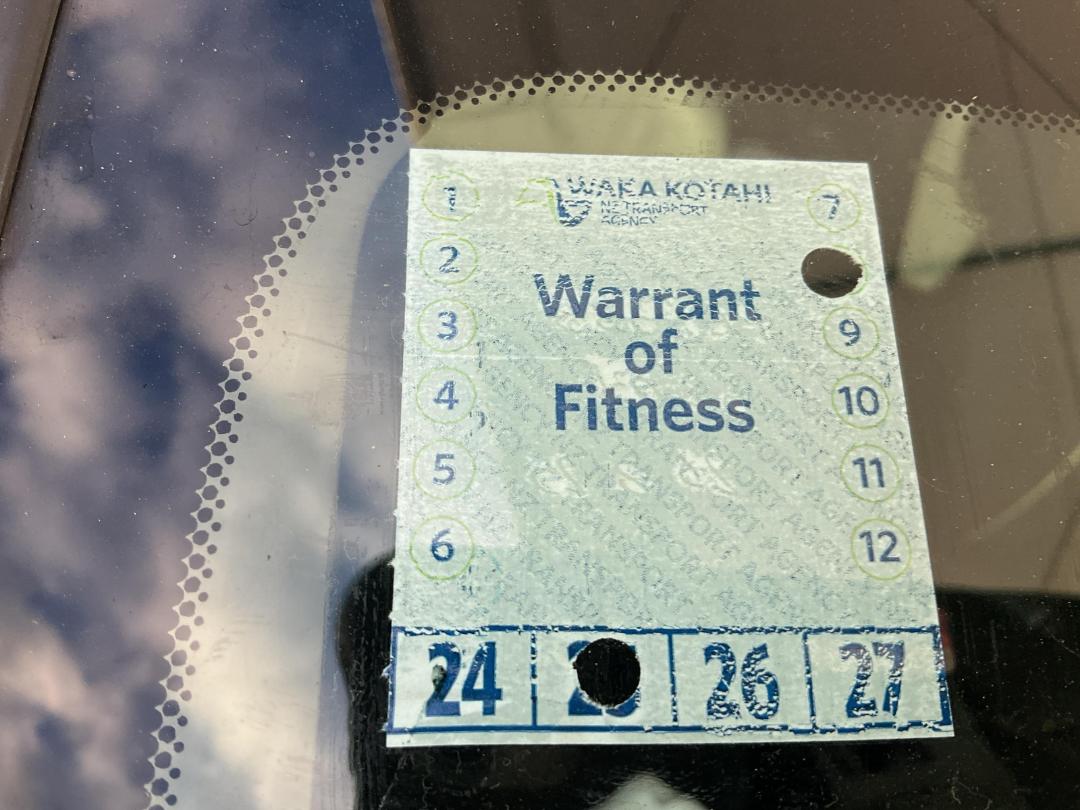 WAKA KOTAHI
NZ TRANSPORT
AGENCY
Warrant
of
Fitness
1
2
3
4
5
6
7
9
10
11
12
24
26
27